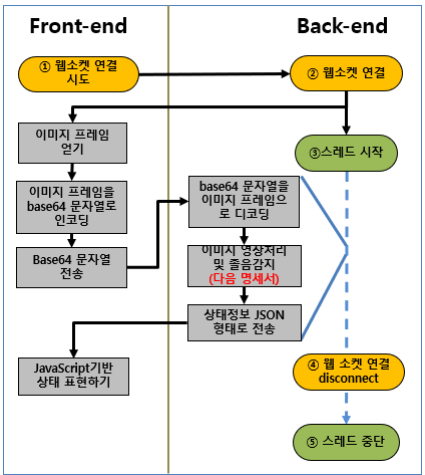 Front-end
Back-end
① 웹소켓 연결
시도
② 웹소켓 연결
이미지 프레임
얻기
③스레드 시작
이미지 프레임을
base64 문자열로
인코딩
base64 문자열을
이미지 프레임으
로 디코딩
Base64 문자열
전송
이미지 영상처리
및 졸음감지
(다음 명세서)
상태정보 JSON
형태로 전송
JavaScript기반
상태 표현하기
④ 웹 소켓 연결
disconnect
⑤ 스레드 중단